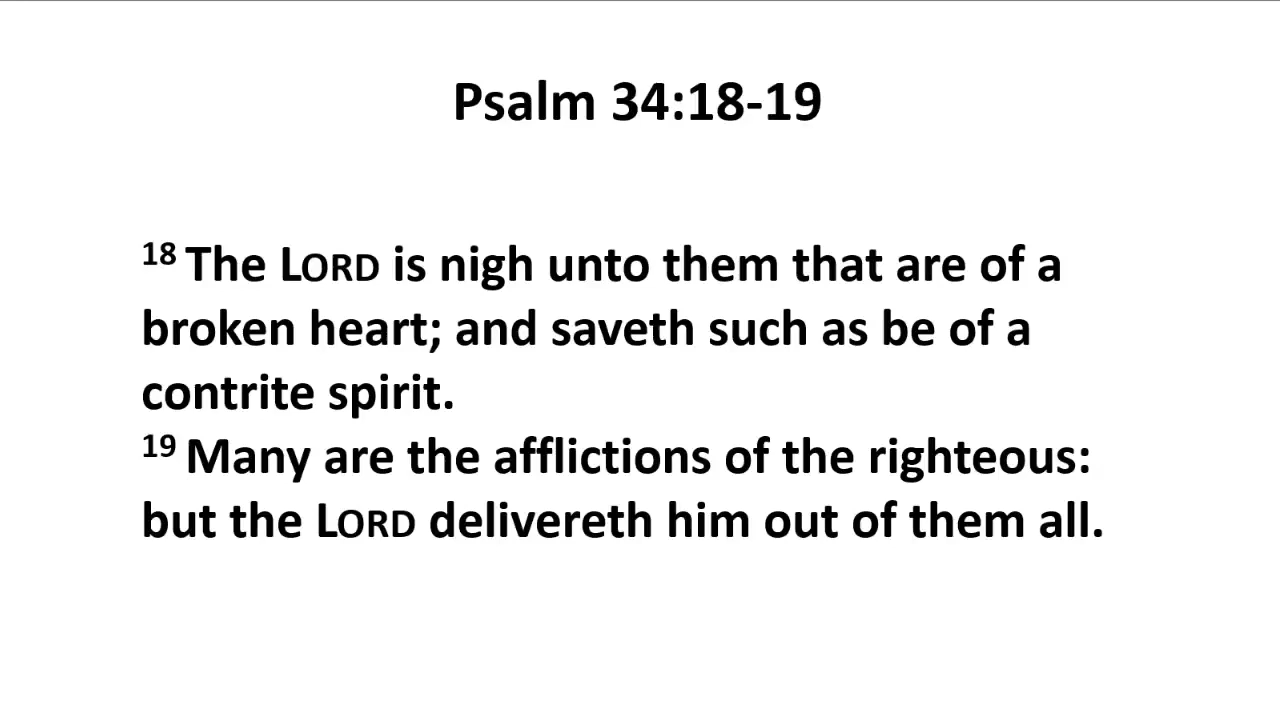 Psalm 34:18-19
18 The LORD is nigh unto them that are of a
broken heart; and saveth such as be of a
contrite spirit.
19 Many are the afflictions of the righteous:
but the LORD delivereth him out of them all.